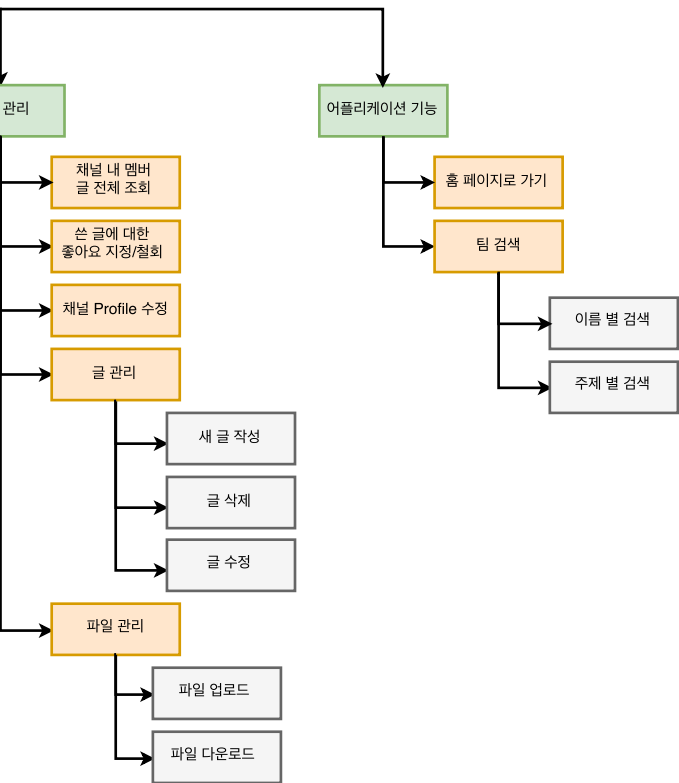 관리
채널 내 멤버
글 전체 조회
쓴 글에 대한
좋아요 지정/철회
채널 Profile 수정
글 관리
새 글 작성
글 삭제
글 수정
파일 관리
파일 업로드
파일 다운로드
어플리케이션 기능
홈 페이지로 가기
팀 검색
이름 별 검색
주제 별 검색